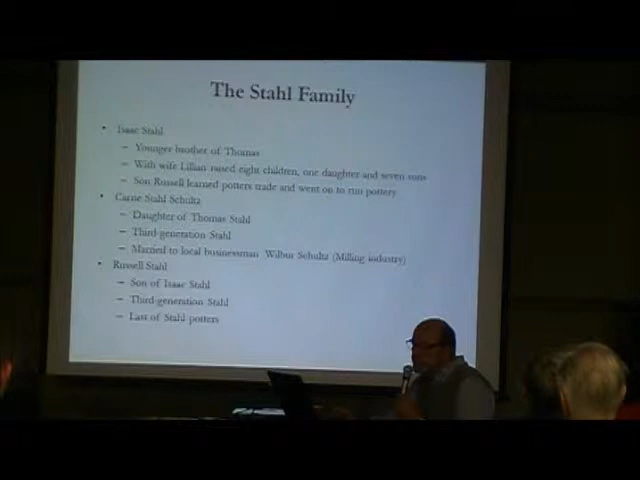 The Stahl Family
• Isaac Stahl
– Younger brother of Thomas
– With wife Lillian raised eight children, one daughter and seven sons
– Son Russell learned potters trade and went on to run pottery
• Carrie Stahl Schultz
– Daughter of Thomas Stahl
– Third-generation Stahl
– Married to local businessman Wilbur Schultz (Milling industry)
• Russell Stahl
– Son of Isaac Stahl
– Third-generation Stahl
– Last of Stahl potters